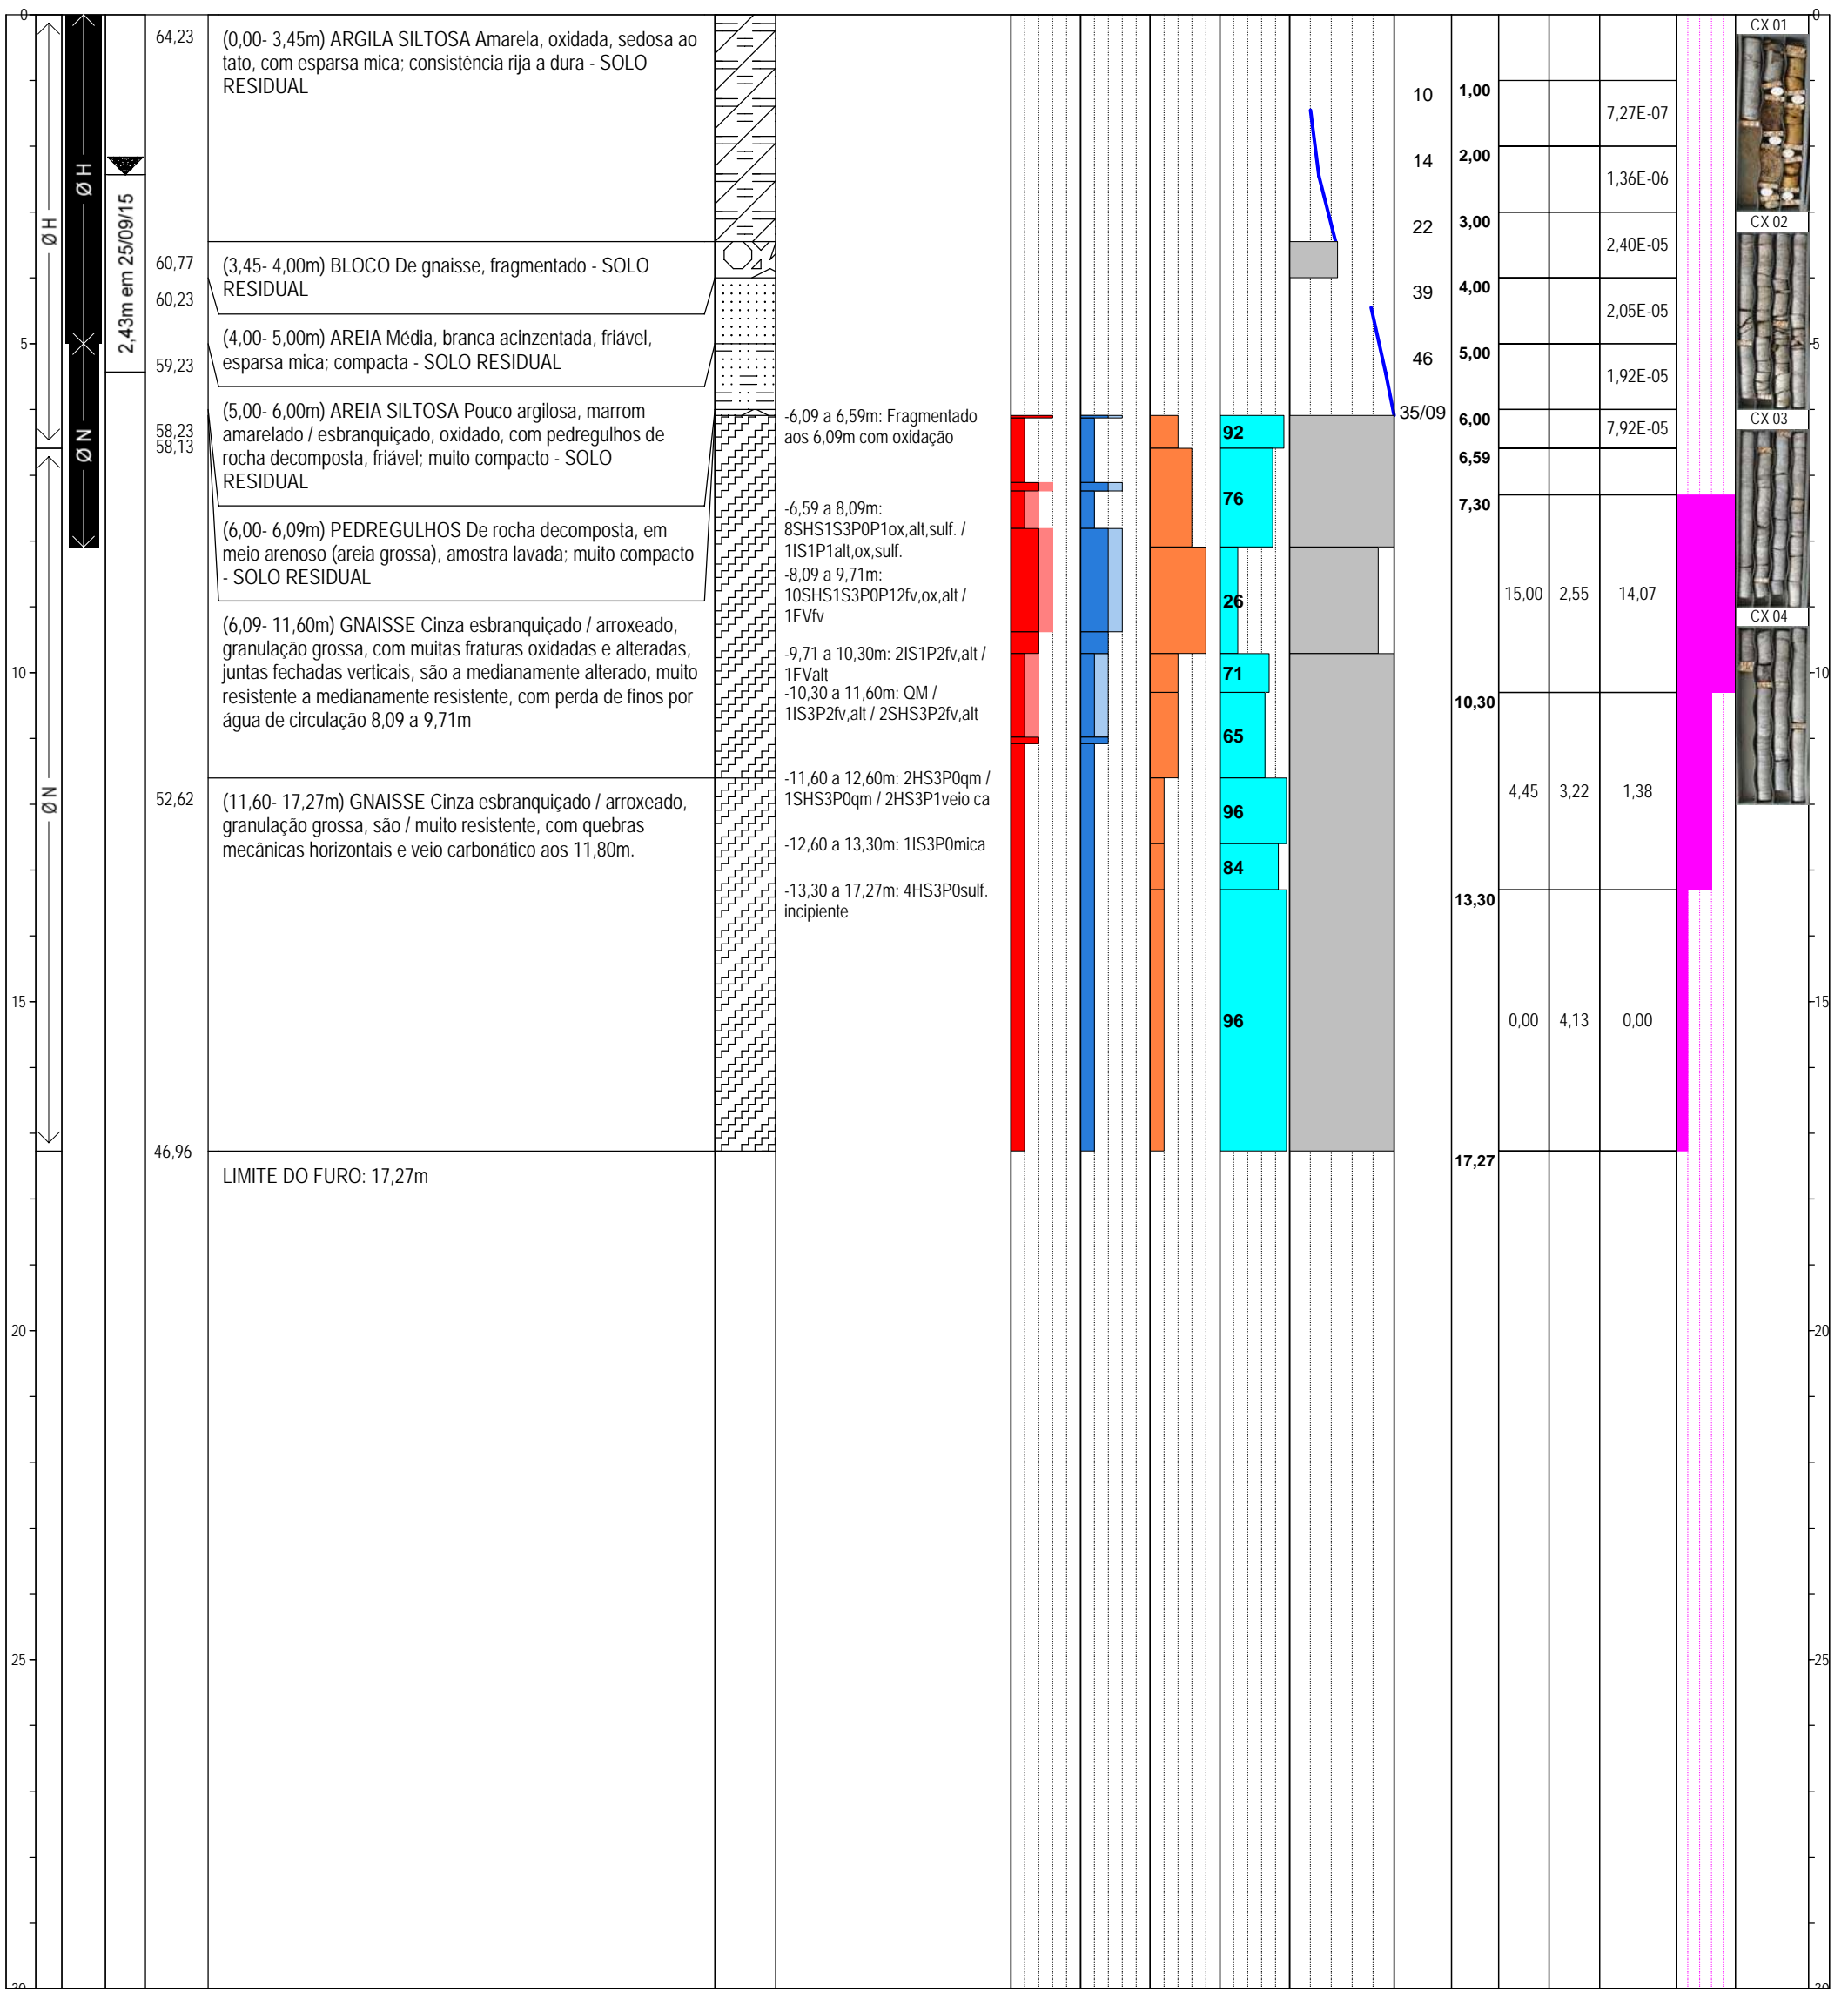 0
5
10
15
20
25
30
Ø H
Ø N
Ø H
Ø N
2,43m em 25/09/15
64,23
60,77
60,23
59,23
58,23
58,13
52,62
46,96
(0,00- 3,45m) ARGILA SILTOSA Amarela, oxidada, sedosa ao
tato, com esparsa mica; consistência rija a dura - SOLO
RESIDUAL
(3,45- 4,00m) BLOCO De gnaisse, fragmentado - SOLO
RESIDUAL
(4,00- 5,00m) AREIA Média, branca acinzentada, friável,
esparsa mica; compacta - SOLO RESIDUAL
(5,00- 6,00m) AREIA SILTOSA Pouco argilosa, marrom
amarelado / esbranquiçado, oxidado, com pedregulhos de
rocha decomposta, friável; muito compacto - SOLO
RESIDUAL
(6,00- 6,09m) PEDREGULHOS De rocha decomposta, em
meio arenoso (areia grossa), amostra lavada; muito compacto
- SOLO RESIDUAL
(6,09- 11,60m) GNAISSE Cinza esbranquiçado / arroxeado,
granulação grossa, com muitas fraturas oxidadas e alteradas,
juntas fechadas verticais, são a medianamente alterado, muito
resistente a medianamente resistente, com perda de finos por
água de circulação 8,09 a 9,71m
(11,60- 17,27m) GNAISSE Cinza esbranquiçado / arroxeado,
granulação grossa, são / muito resistente, com quebras
mecânicas horizontais e veio carbonático aos 11,80m.
LIMITE DO FURO: 17,27m
-6,09 a 6,59m: Fragmentado
aos 6,09m com oxidação
-6,59 a 8,09m:
8SHS1S3P0P1ox,alt,sulf. /
1IS1P1alt,ox,sulf.
-8,09 a 9,71m:
10SHS1S3P0P12fv,ox,alt /
1FVfv
-9,71 a 10,30m: 2IS1P2fv,alt /
1FValt
-10,30 a 11,60m: QM /
1IS3P2fv,alt / 2SHS3P2fv,alt
-11,60 a 12,60m: 2HS3P0qm /
1SHS3P0qm / 2HS3P1veio ca
-12,60 a 13,30m: 1IS3P0mica
-13,30 a 17,27m: 4HS3P0sulf.
incipiente
92
76
26
71
65
96
84
96
10
14
22
39
46
35/09
1,00
2,00
3,00
4,00
5,00
6,00
6,59
7,30
10,30
13,30
17,27
7,27E-07
1,36E-06
2,40E-05
2,05E-05
1,92E-05
7,92E-05
15,00 2,55 14,07
4,45 3,22 1,38
0,00 4,13 0,00
CX 01
CX 02
CX 03
CX 04
0
5
10
15
20
25
30